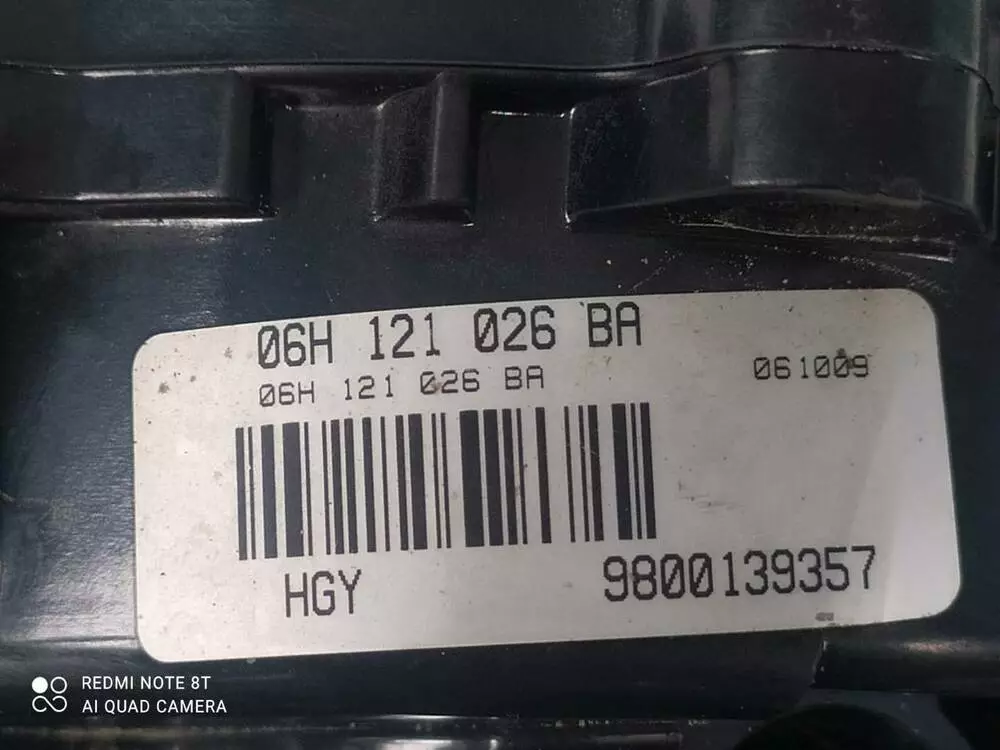 06H 121 026 BA
06H 121 026 BA 061009
HGY 9800139357
REDMI NOTE 8T
AI QUAD CAMERA